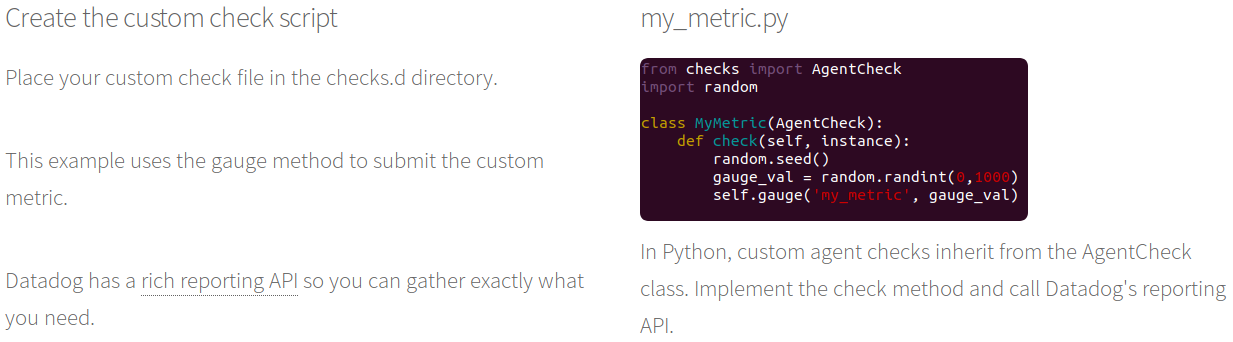 Create the custom check script
Place your custom check file in the checks.d directory.
This example uses the gauge method to submit the custom
metric.
Datadog has a rich reporting API so you can gather exactly what
you need.
my_metric.py
from checks import AgentCheck
import random
class MyMetric(AgentCheck):
    def check(self, instance):
        random.seed()
        gauge_val = random.randint(0,1000)
        self.gauge('my_metric', gauge_val)
In Python, custom agent checks inherit from the AgentCheck
class. Implement the check method and call Datadog's reporting
API.